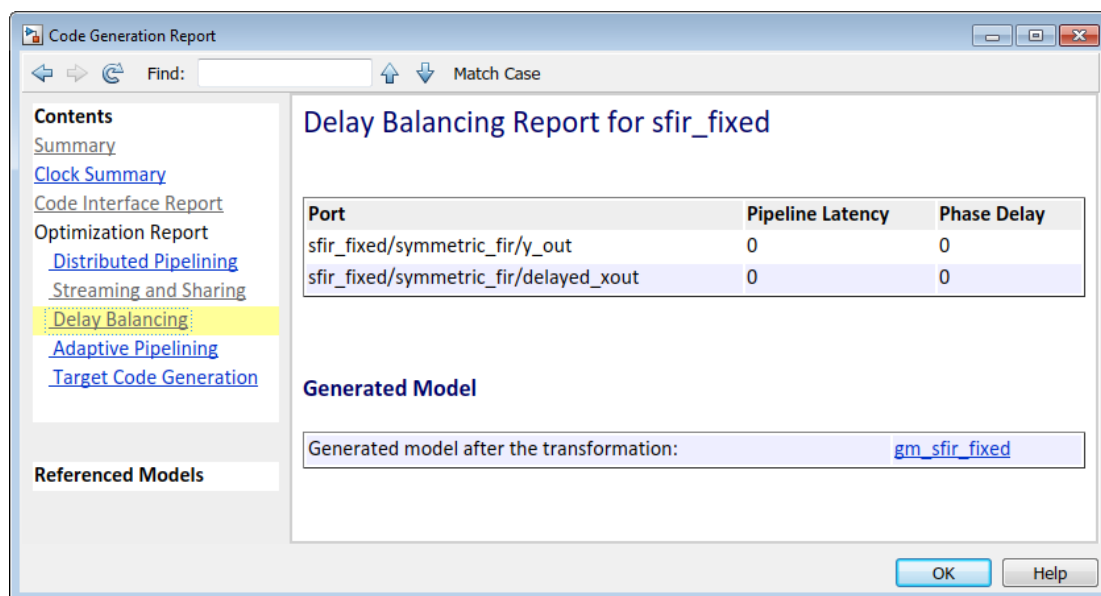 Code Generation Report
Find:
Match Case
Contents
Summary
Clock Summary
Code Interface Report
Optimization Report
Distributed Pipelining
Streaming and Sharing
Delay Balancing
Adaptive Pipelining
Target Code Generation
Referenced Models
Delay Balancing Report for sfir_fixed
Port Pipeline Latency Phase Delay
sfir_fixed/symmetric_fir/y_out 0 0
sfir_fixed/symmetric_fir/delayed_xout 0 0
Generated Model
Generated model after the transformation: gm_sfir_fixed
OK Help